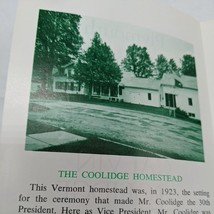 THE COOLIDGE HOMESTEAD
This Vermont homestead was, in 1923, the setting
for the ceremony that made Mr. Coolidge the 30th
President. Here as Vice President, Mr. Coolidge was